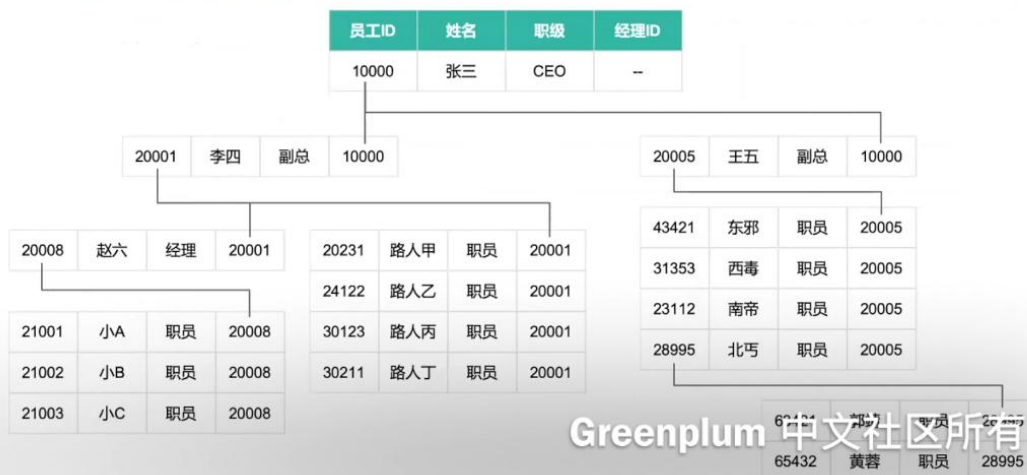 员工ID 姓名 职级 经理ID
10000 张三 CEO --
20001 李四 副总 10000
20005 王五 副总 10000
20008 赵六 经理 20001
21001 小A 职员 20008
21002 小B 职员 20008
21003 小C 职员 20008
20231 路人甲 职员 20001
24122 路人乙 职员 20001
30123 路人丙 职员 20001
30211 路人丁 职员 20001
43421 东邪 职员 20005
31353 西毒 职员 20005
23112 南帝 职员 20005
28995 北丐 职员 20005
职员 28995
65432 黄蓉 职员 28995
Greenplum 中文社区所有